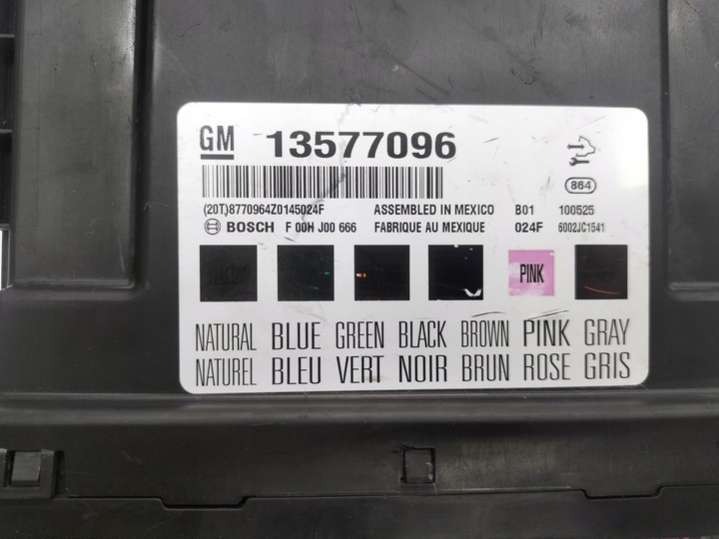 GM 13577096
864
(20T)8770964Z0145024F ASSEMBLED IN MEXICO B01 100525
BOSCH F 00H J00 666 FABRIQUE AU MEXIQUE 024F 6002JC1541
PINK
NATURAL BLUE GREEN BLACK BROWN PINK GRAY
NATUREL BLEU VERT NOIR BRUN ROSE GRIS